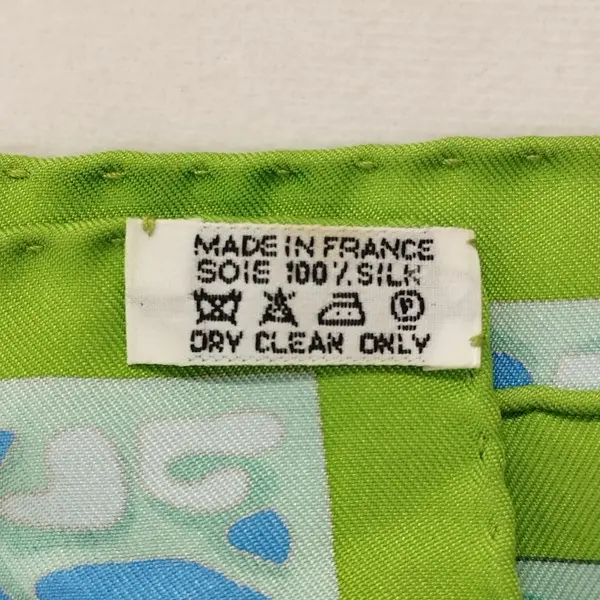 MADE IN FRANCE
SOIE 100% SILK
P
DRY CLEAN ONLY